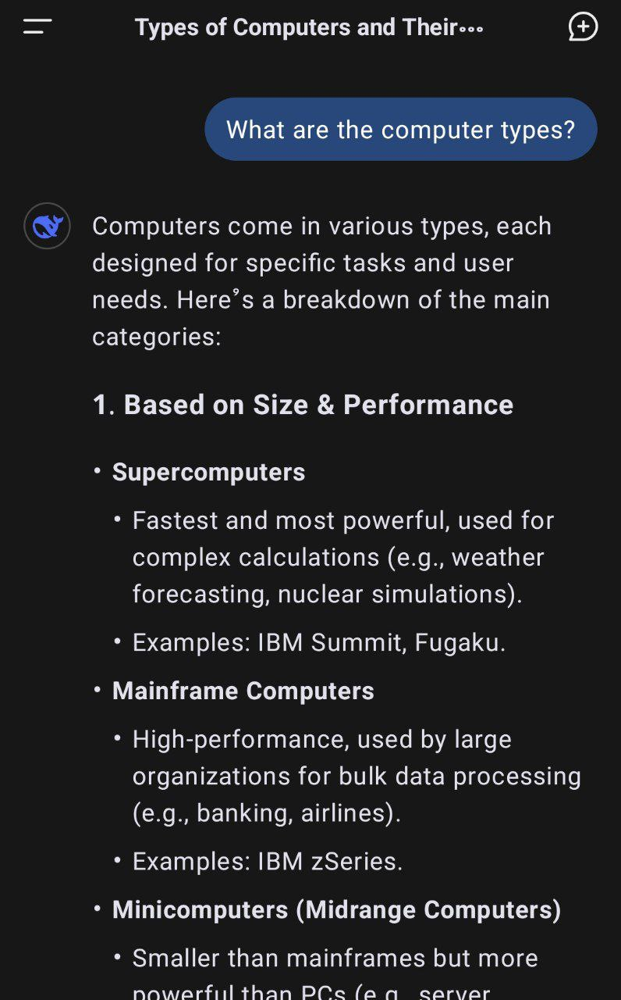 Types of Computers and Their...
What are the computer types?
Computers come in various types, each
designed for specific tasks and user
needs. Here's a breakdown of the main
categories:
1. Based on Size & Performance
• Supercomputers
• Fastest and most powerful, used for
complex calculations (e.g., weather
forecasting, nuclear simulations).
• Examples: IBM Summit, Fugaku.
• Mainframe Computers
• High-performance, used by large
organizations for bulk data processing
(e.g., banking, airlines).
• Examples: IBM zSeries.
• Minicomputers (Midrange Computers)
• Smaller than mainframes but more
powerful than PCs (e.g., server